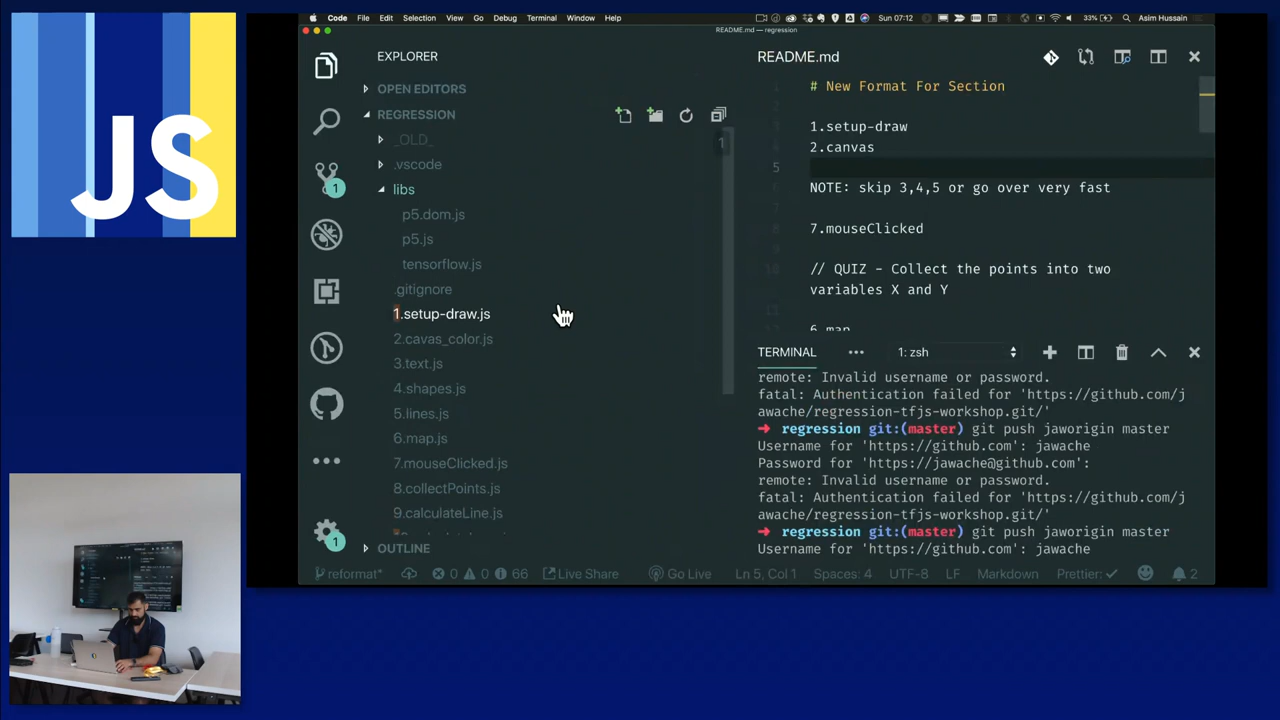 JS
Code File Edit Selection View Go Debug Terminal Window Help
Sun 07:12 33% Asim Hussain
README.md — regression
EXPLORER
OPEN EDITORS
REGRESSION
_OLD_
.vscode
libs
p5.dom.js
p5.js
tensorflow.js
.gitignore
1.setup-draw.js
2.cavas_color.js
3.text.js
4.shapes.js
5.lines.js
6.map.js
7.mouseClicked.js
8.collectPoints.js
9.calculateLine.js
OUTLINE
1
1
1
README.md
# New Format For Section
1.setup-draw
2.canvas
5
NOTE: skip 3,4,5 or go over very fast
7.mouseClicked
// QUIZ - Collect the points into two
variables X and Y
6.map
TERMINAL ••• 1: zsh
remote: Invalid username or password.
fatal: Authentication failed for 'https://github.com/j
awache/regression-tfjs-workshop.git/'
➜ regression git:(master) git push jaworigin master
Username for 'https://github.com': jawache
Password for 'https://jawache@github.com':
remote: Invalid username or password.
fatal: Authentication failed for 'https://github.com/j
awache/regression-tfjs-workshop.git/'
➜ regression git:(master) git push jaworigin master
Username for 'https://github.com': jawache
reformat* 0 0 66 Live Share Go Live Ln 5, Col 1 Spaces: 4 UTF-8 LF Markdown Prettier: ✓ 2